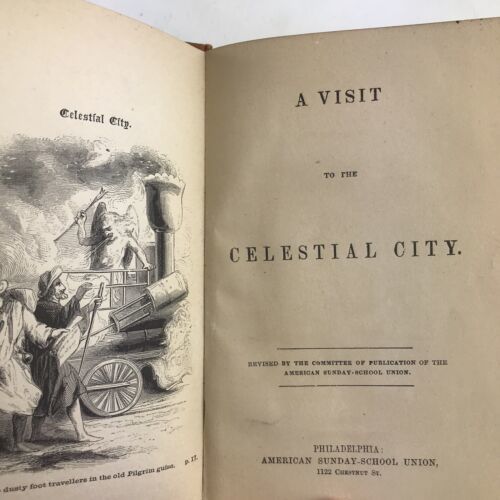 Celestial City.
dusty foot travellers in the old Pilgrim guise.
p. 17.
A VISIT
TO THE
CELESTIAL CITY.
REVISED BY THE COMMITTEE OF PUBLICATION OF THE
AMERICAN SUNDAY-SCHOOL UNION.
PHILADELPHIA:
AMERICAN SUNDAY-SCHOOL UNION,
1122 CHESTNUT ST.